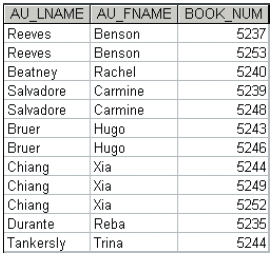 AU_LNAME AU_FNAME BOOK_NUM
Reeves Benson 5237
Reeves Benson 5253
Beatney Rachel 5240
Salvadore Carmine 5239
Salvadore Carmine 5248
Bruer Hugo 5243
Bruer Hugo 5246
Chiang Xia 5244
Chiang Xia 5249
Chiang Xia 5252
Durante Reba 5235
Tankersly Trina 5244